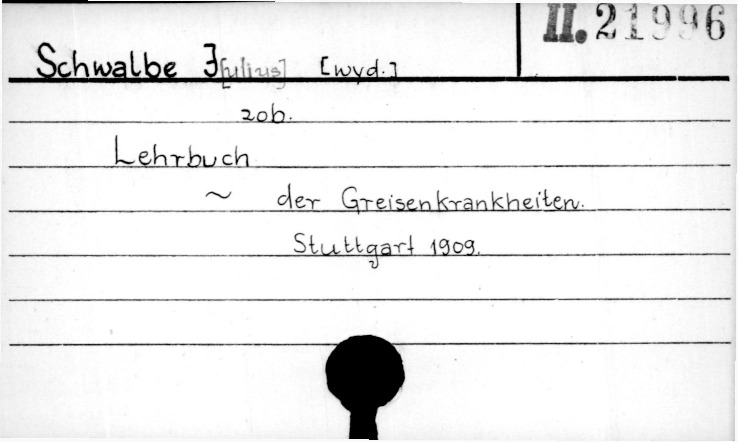 II. 21996
Schwalbe J[ulius] [wyd.]
zob.
Lehrbuch
~ der Greisenkrankheiten.
Stuttgart 1909.